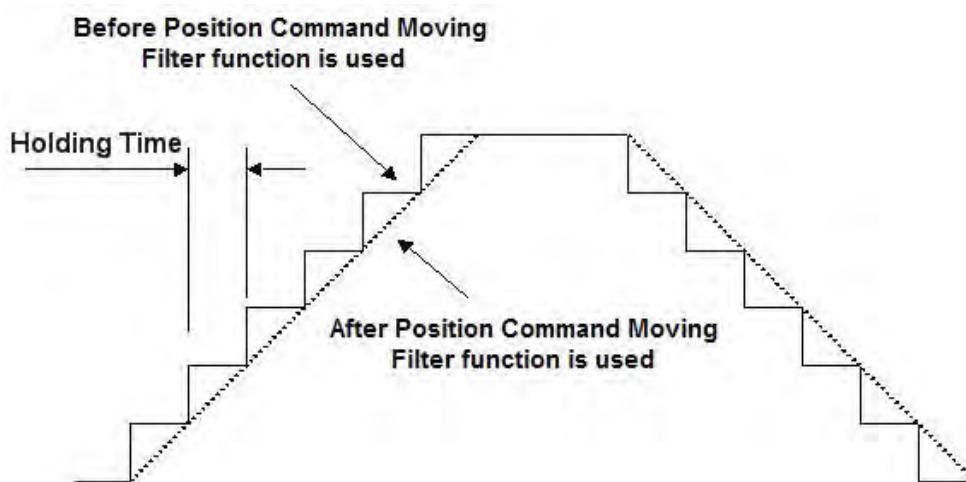 Before Position Command Moving
Filter function is used
Holding Time
After Position Command Moving
Filter function is used